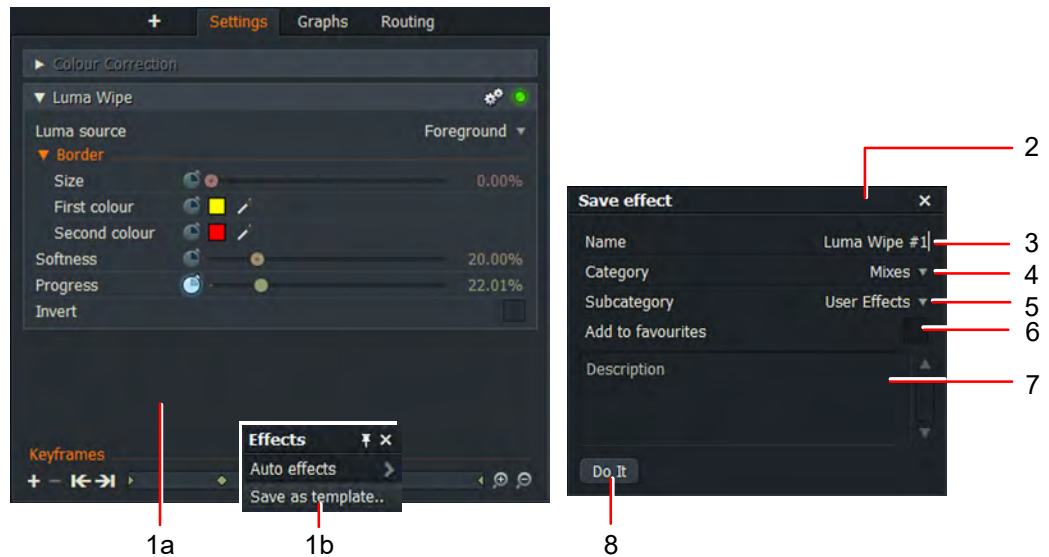 + Settings Graphs Routing
Colour Correction
Luma Wipe
Luma source Foreground
Border
Size 0.00%
First colour
Second colour
Softness 20.00%
Progress 22.01%
Invert
Keyframes
Effects
Auto effects
Save as template..
1a
1b
Save effect
Name Luma Wipe #1
Category Mixes
Subcategory User Effects
Add to favourites
Description
Do It
2
3
4
5
6
7
8